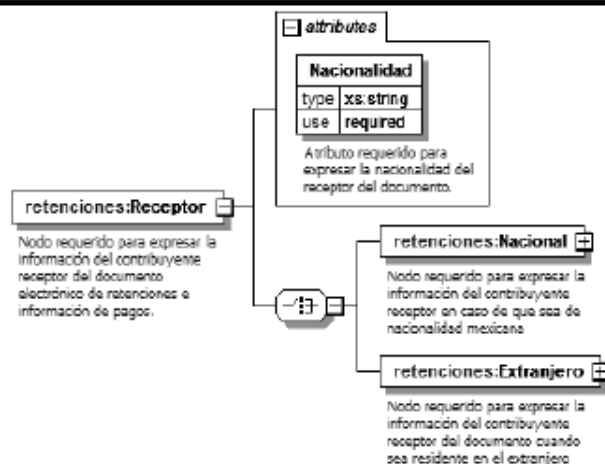 attributes
Nacionalidad
type xs:string
use required
Atributo requerido para
expresar la nacionalidad del
receptor del documento.
retenciones:Receptor
Nodo requerido para expresar la
información del contribuyente
receptor del documento
electrónico de retenciones e
información de pagos.
retenciones:Nacional
Nodo requerido para expresar la
información del contribuyente
receptor en caso de que sea de
nacionalidad mexicana
retenciones:Extranjero
Nodo requerido para expresar la
información del contribuyente
receptor del documento cuando
sea residente en el extranjero